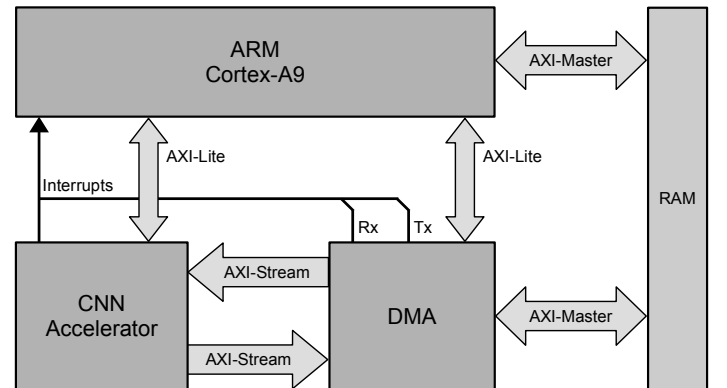 ARM
Cortex-A9
AXI-Master
AXI-Lite
AXI-Lite
Interrupts
RAM
Rx
Tx
AXI-Stream
CNN
Accelerator
DMA
AXI-Master
AXI-Stream